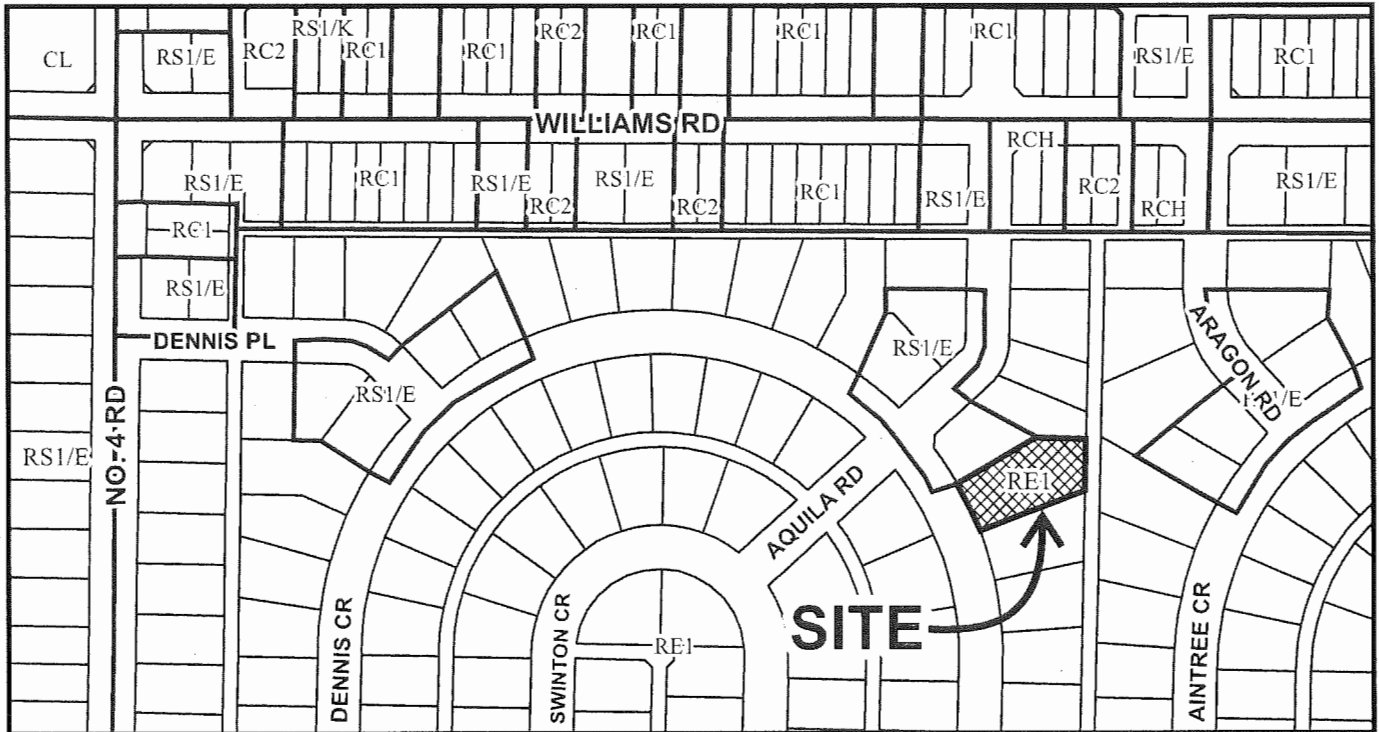 RS1/K
RC2
RC1
RC1
RC1
CL
RS1/E
RC2
RC1
RC1
RS1/E
RC1
WILLIAMS RD
RCH
RS1/E
RC1
RS1/E
RS1/E
RC2
RS1/E
RC2
RC2
RC1
RS1/E
RCH
RC1
RS1/E
DENNIS PL
RS1/E
ARAGON RD
RS1/E
NO. 4 RD
RS1/E
AQUILA RD
RE1
DENNIS CR
SWINTON CR
RE1
SITE
AINTREE CR